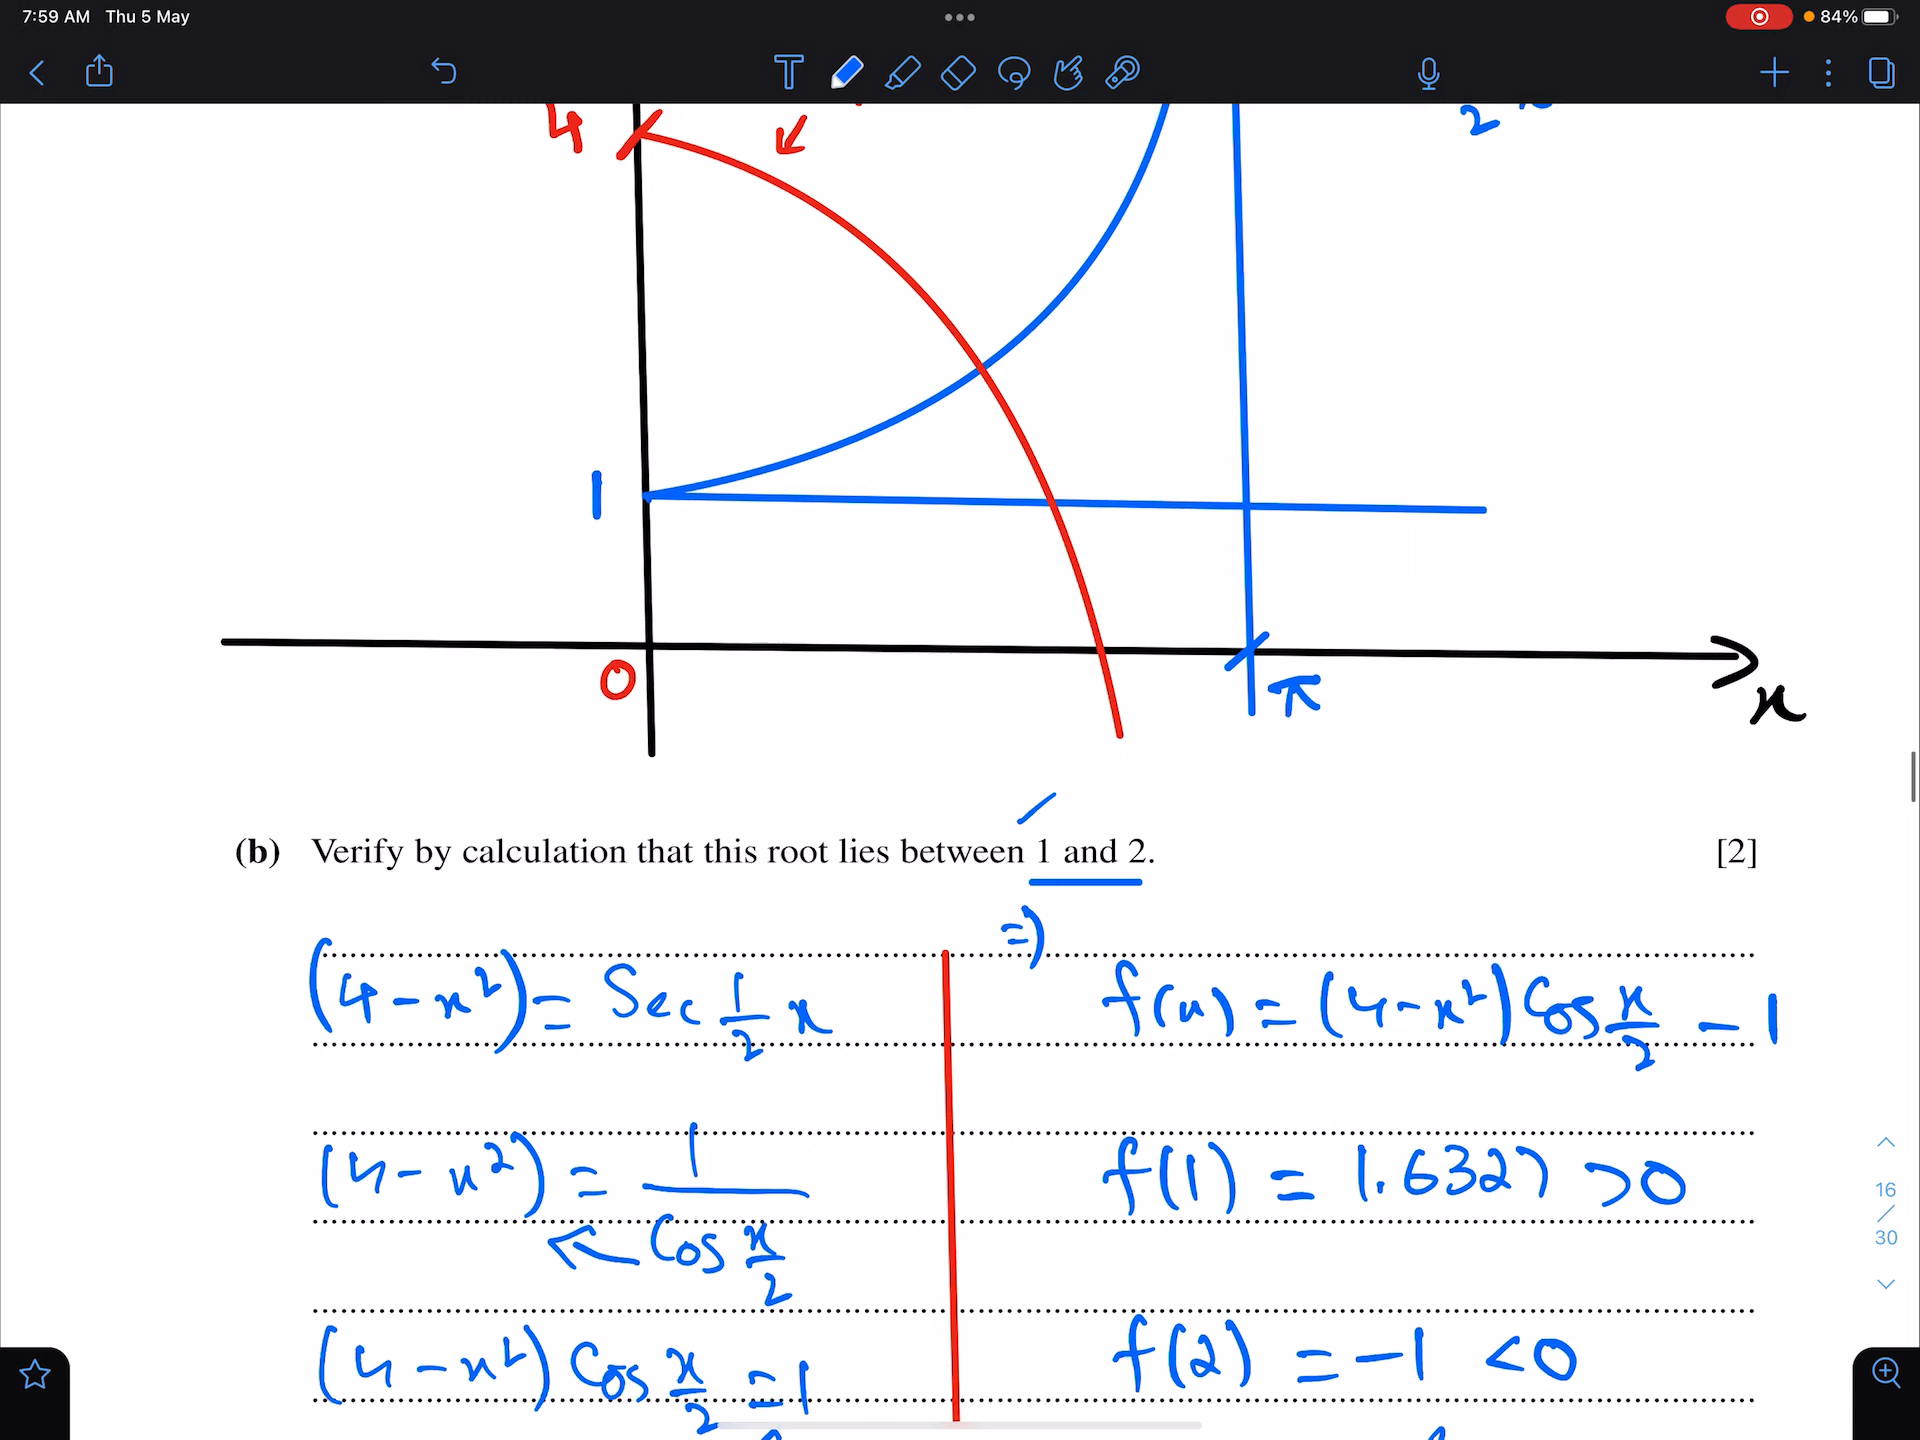 7:59 AM Thu 5 May
84%
4
2
1
0
π
x
(b) Verify by calculation that this root lies between 1 and 2. [2]
=>
(4-x²) = Sec 1/2 x
f(x) = (4-x²) Cos x/2 - 1
(4-x²) = 1/Cos x/2
f(1) = 1.6327 >0
(4-x²) Cos x/2 = 1
f(2) = -1 <0
16
/
30